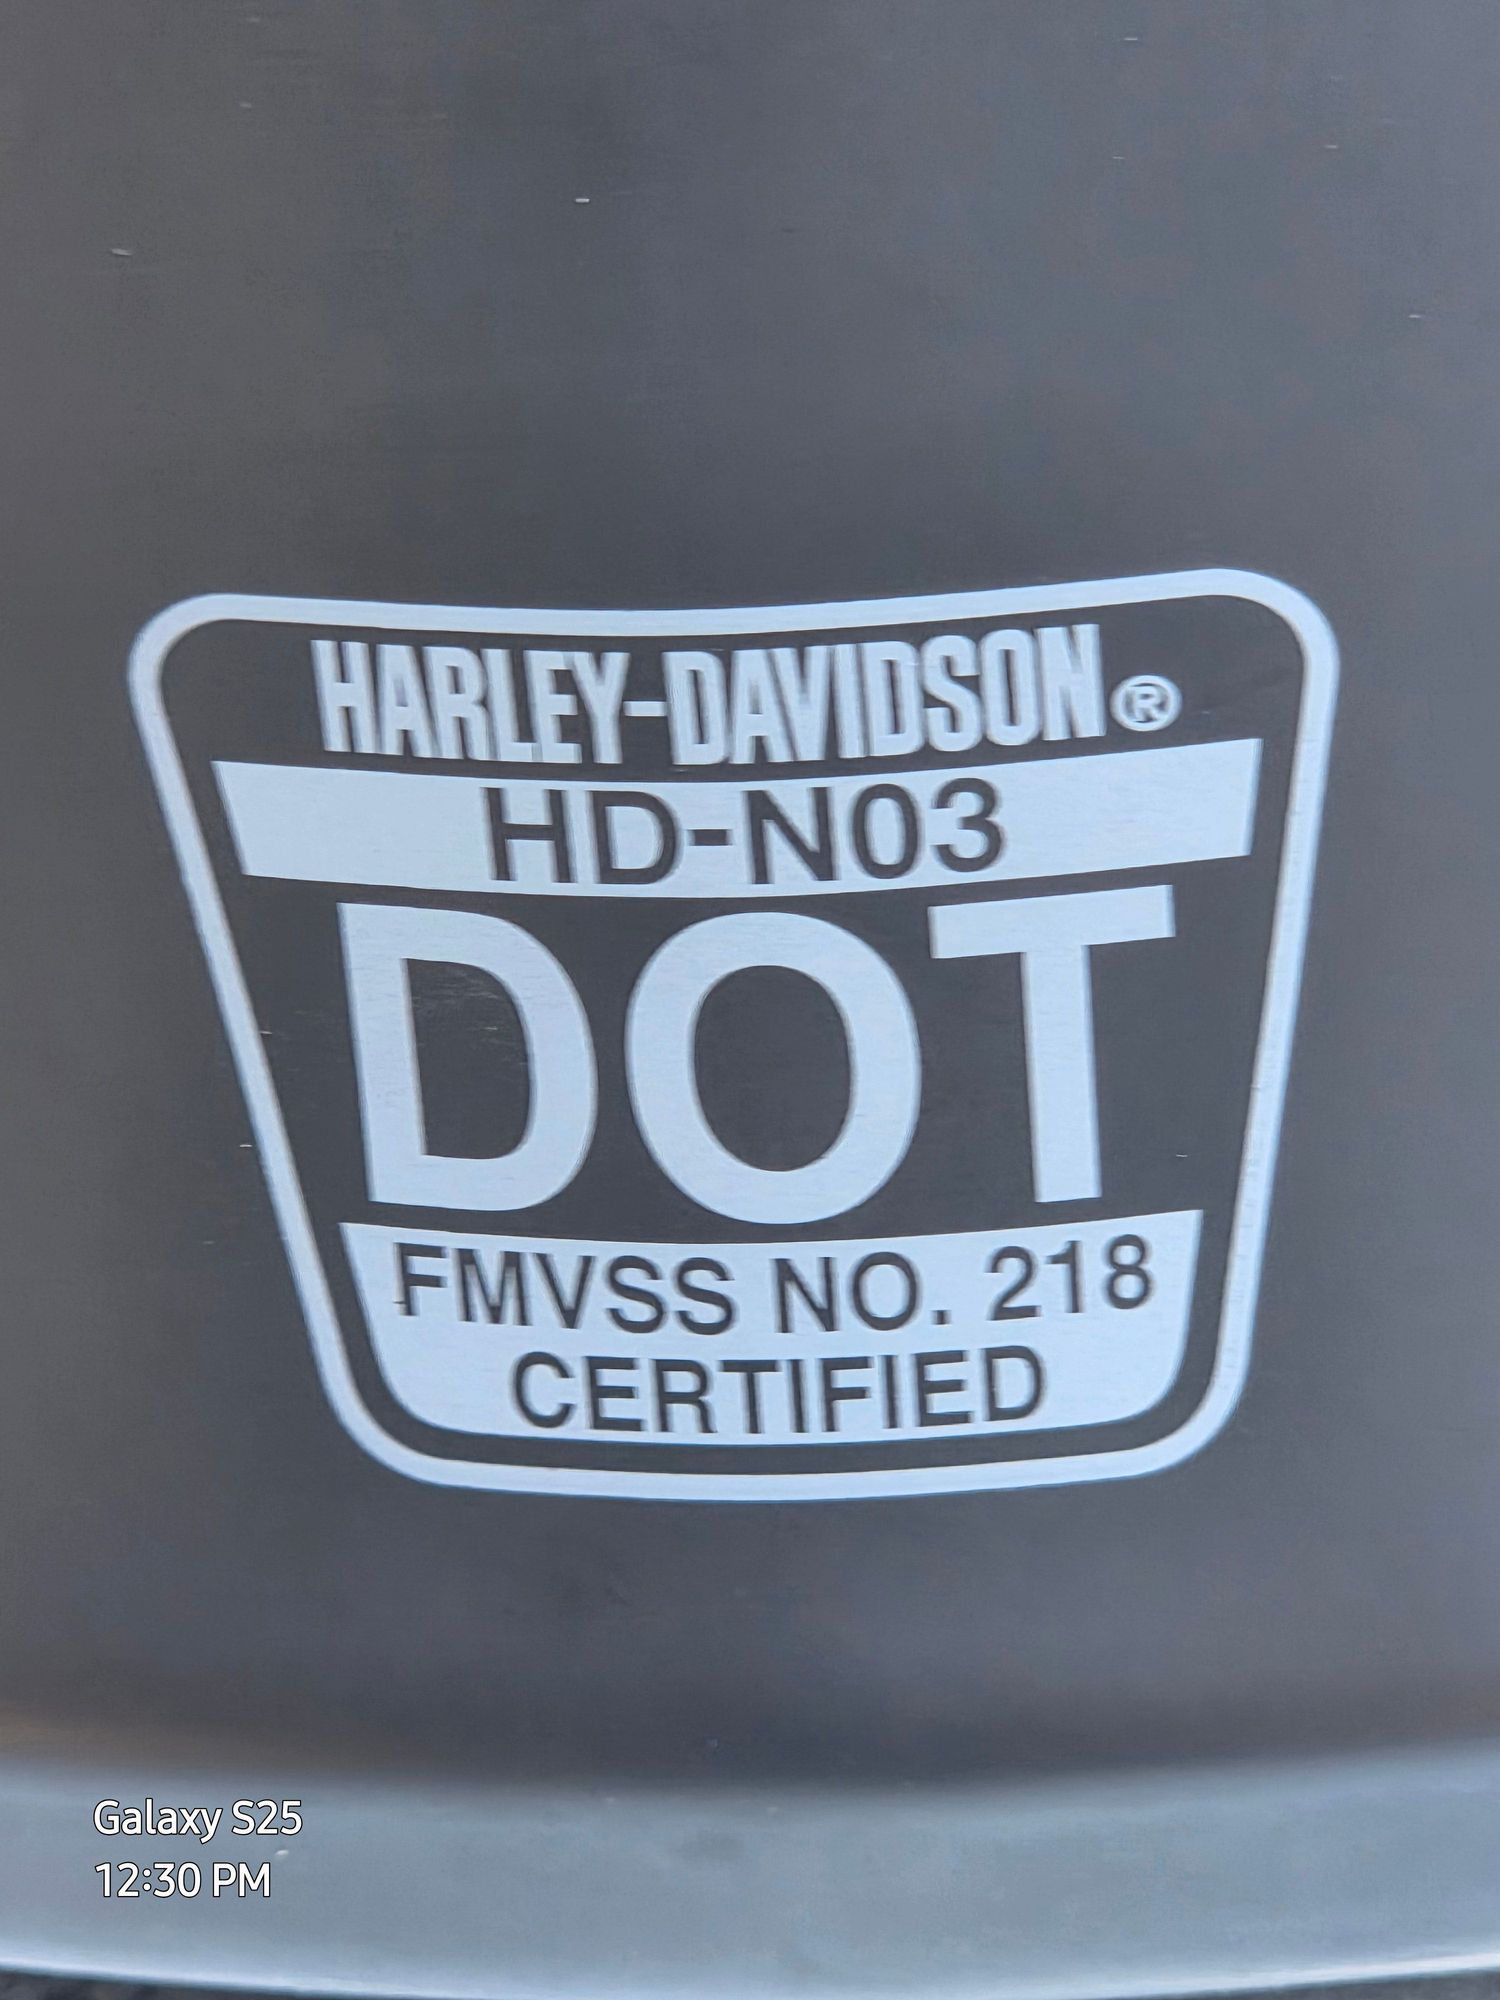 HARLEY-DAVIDSON®
HD-N03
DOT
FMVSS NO. 218
CERTIFIED
Galaxy S25
12:30 PM